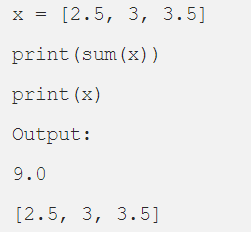 x = [2.5, 3, 3.5]
print(sum(x))
print(x)
Output:
9.0
[2.5, 3, 3.5]